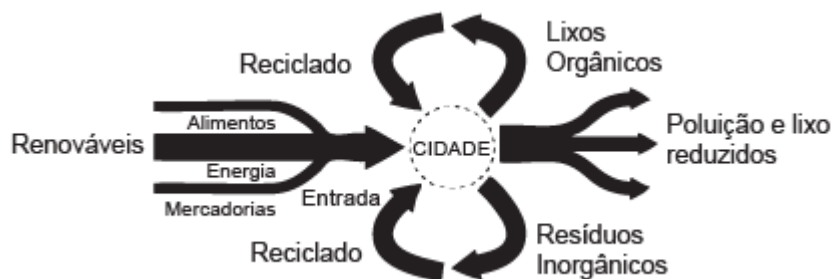 Reciclado
Lixos
Orgânicos
Renováveis
Alimentos
Energia
Mercadorias
Entrada
CIDADE
Poluição e lixo
reduzidos
Reciclado
Resíduos
Inorgânicos